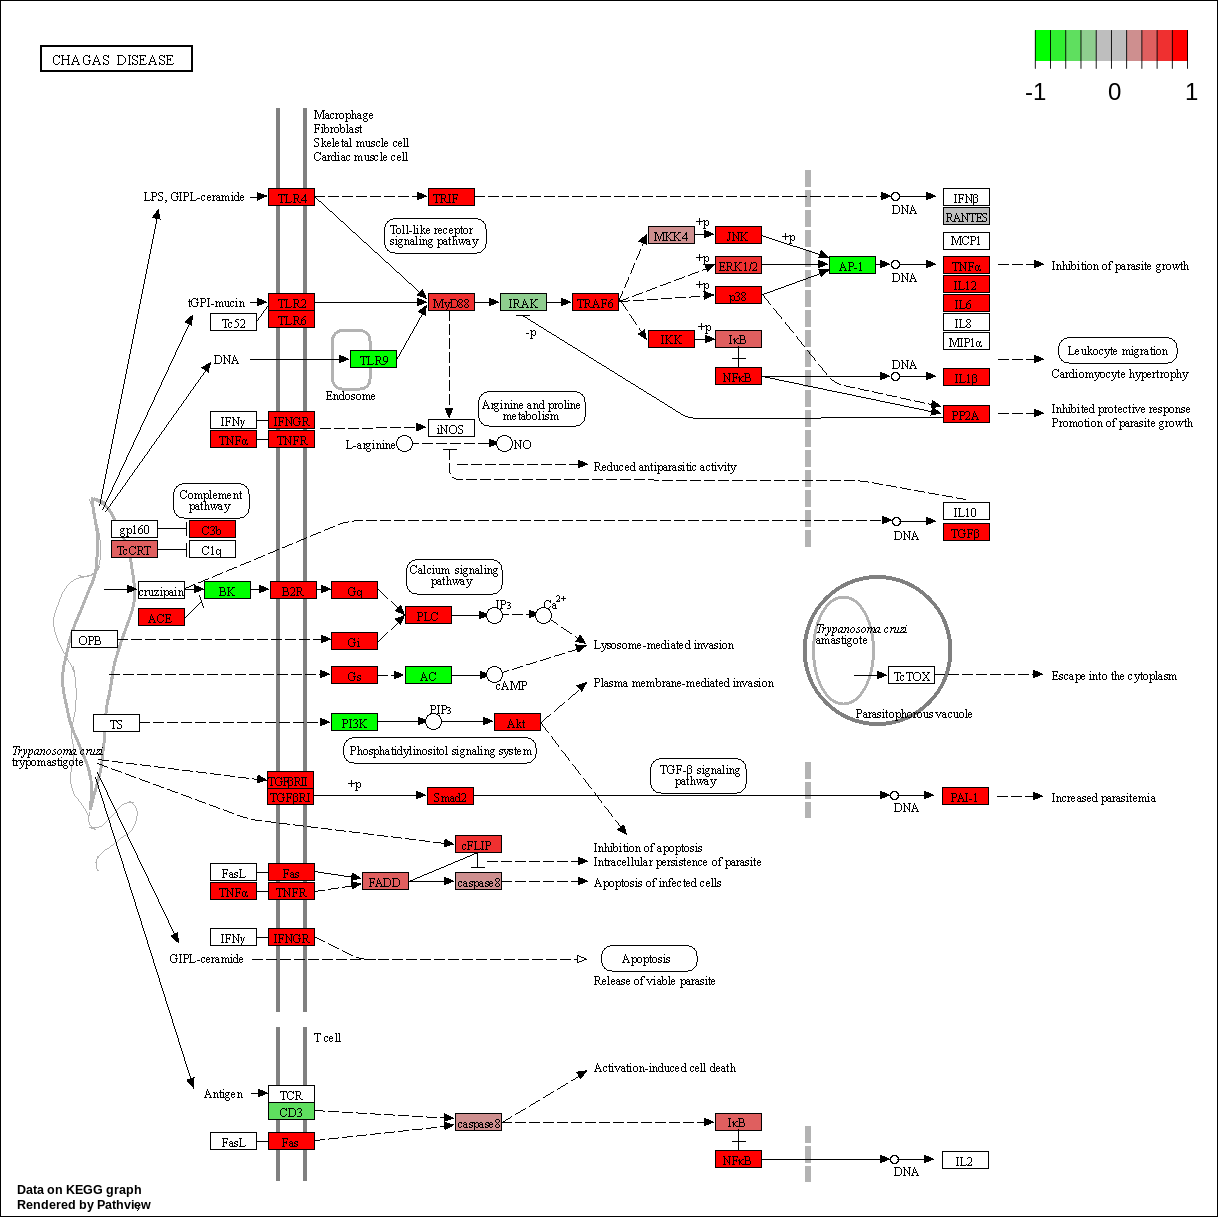 CHAGAS DISEASE
-1 0 1
Macrophage
Fibroblast
Skeletal muscle cell
Cardiac muscle cell
LPS, GIPL-ceramide
TLR4
TRIF
DNA
IFNβ
RANTES
Toll-like receptor
signaling pathway
MKK4
+p
JNK
+p
MCP1
+p
ERK1/2
AP-1
DNA
TNFα
Inhibition of parasite growth
IL12
tGPI-mucin
TLR2
MyD88
IRAK
TRAF6
+p
p38
IL6
Tc52
TLR6
IL8
-p
IKK
+p
IκB
MIP1α
DNA
TLR9
Endosome
Leukocyte migration
Cardiomyocyte hypertrophy
NFκB
DNA
IL1β
Arginine and proline
metabolism
PP2A
Inhibited protective response
Promotion of parasite growth
IFNγ
IFNGR
iNOS
TNFα
TNFR
L-arginine
NO
Reduced antiparasitic activity
Complement
pathway
IL10
gp160
C3b
DNA
TGFβ
TcCRT
C1q
Calcium signaling
pathway
cruzipain
BK
B2R
Gq
IP3
Ca2+
ACE
PLC
OPB
Gi
Lysosome-mediated invasion
Trypanosoma cruzi
amastigote
Gs
AC
cAMP
TcTOX
Escape into the cytoplasm
Plasma membrane-mediated invasion
TS
PI3K
PIP3
Akt
Parasitophorous vacuole
Phosphatidylinositol signaling system
Trypanosoma cruzi
trypomastigote
TGFβRII
TGFβRI
+p
Smad2
TGF-β signaling
pathway
DNA
PAI-1
Increased parasitemia
cFLIP
Inhibition of apoptosis
Intracellular persistence of parasite
FasL
Fas
FADD
caspase8
Apoptosis of infected cells
TNFα
TNFR
IFNγ
IFNGR
GIPL-ceramide
Apoptosis
Release of viable parasite
T cell
Antigen
TCR
CD3
Activation-induced cell death
caspase8
IκB
FasL
Fas
NFκB
DNA
IL2
Data on KEGG graph
Rendered by Pathview